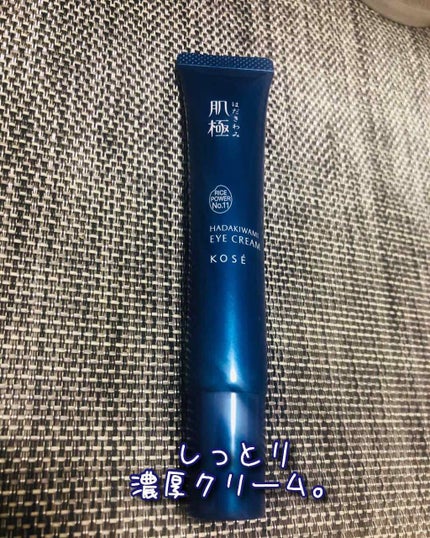 肌極
はだきわみ
RICE
POWER
No.11
HADAKIWAMI
EYE CREAM
KOSÉ
しっとり
濃厚クリーム。